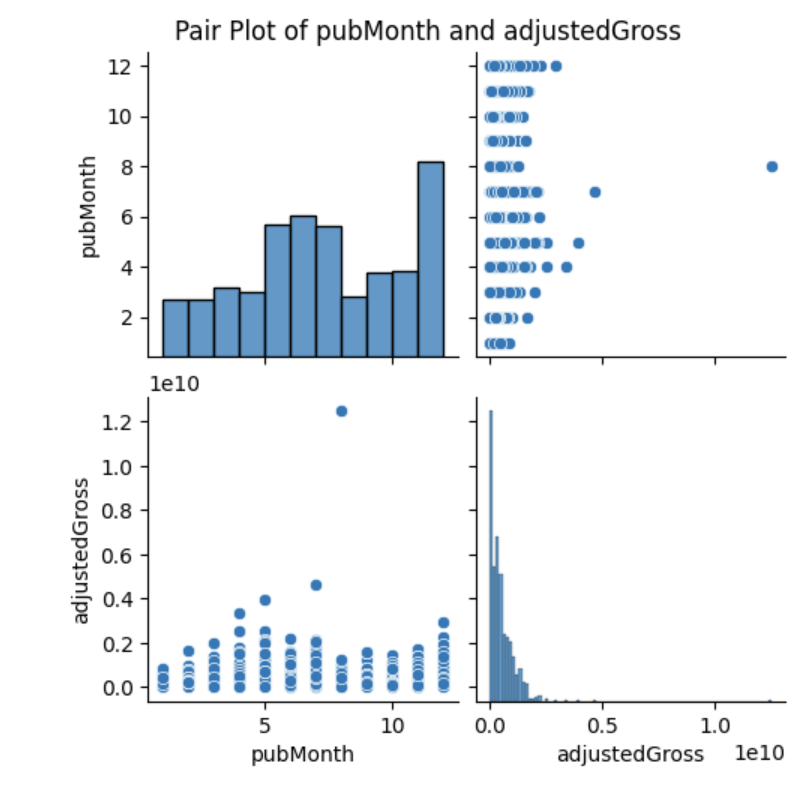 Pair Plot of pubMonth and adjustedGross
12
10
8
6
4
2
pubMonth
1e10
1.2
1.0
0.8
0.6
0.4
0.2
0.0
adjustedGross
5 10
pubMonth
0.0 0.5 1.0
1e10
adjustedGross